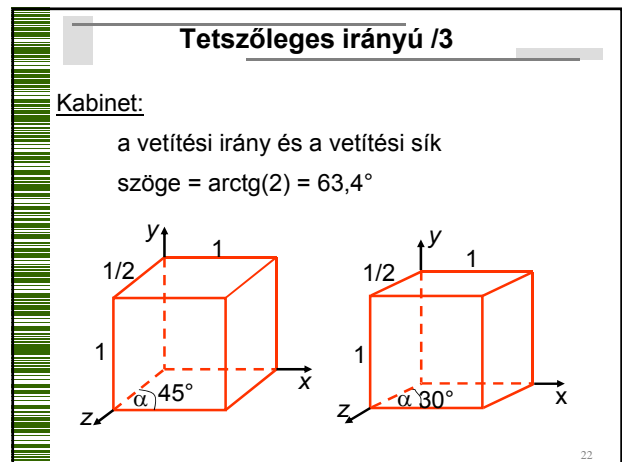 Tetszőleges irányú /3
Kabinet:
a vetítési irány és a vetítési sík
szöge = arctg(2) = 63,4°
y
1
1/2
1
α 45°
x
z
y
1
1/2
1
α 30°
x
z
22